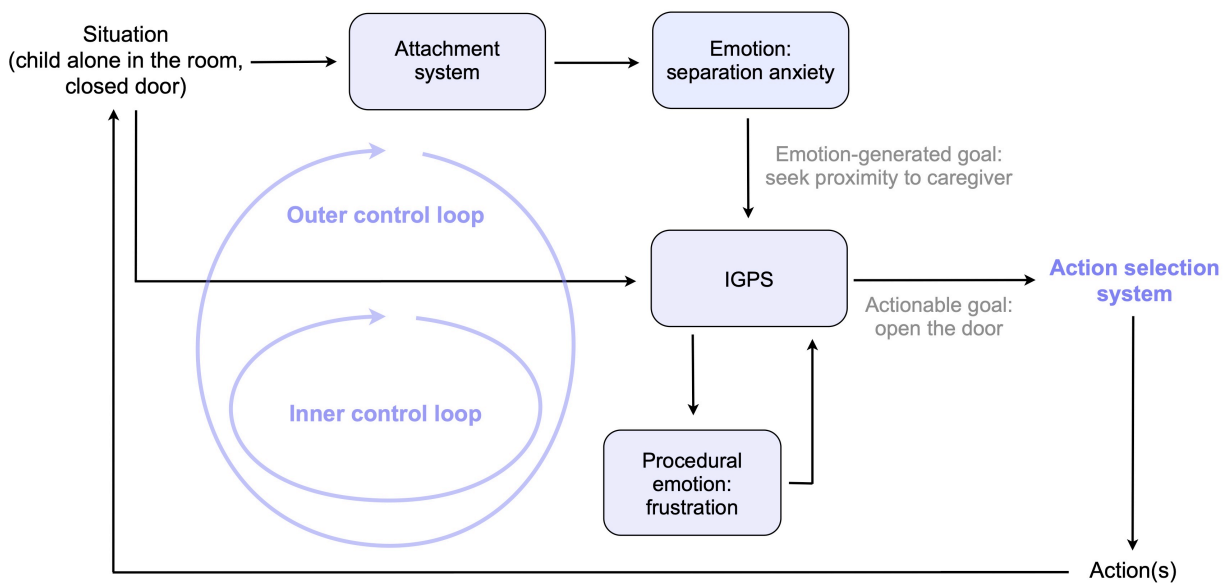 Situation
(child alone in the room,
closed door)
Attachment
system
Emotion:
separation anxiety
Emotion-generated goal:
seek proximity to caregiver
Outer control loop
IGPS
Action selection
system
Actionable goal:
open the door
Inner control loop
Procedural
emotion:
frustration
Action(s)